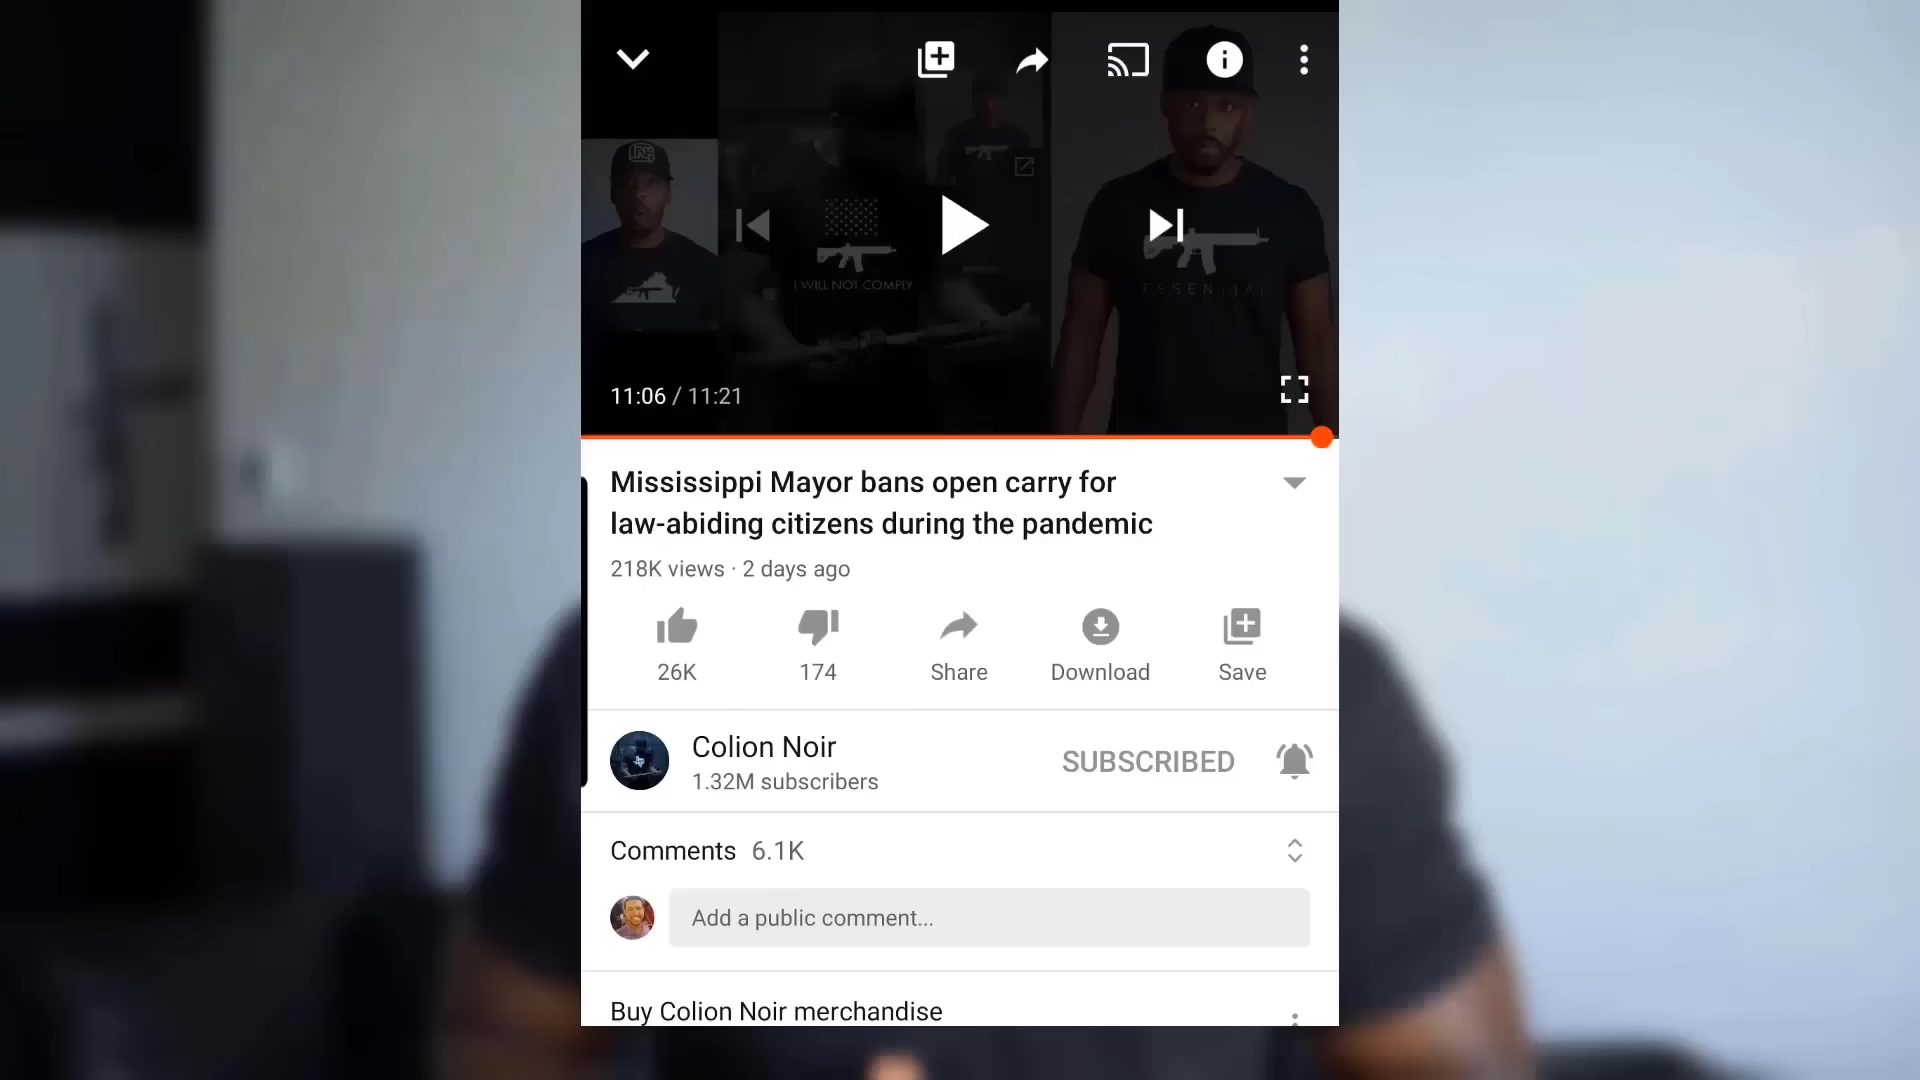 I WILL NOT COMPLY
ESSENTIAL
11:06 / 11:21
Mississippi Mayor bans open carry for
law-abiding citizens during the pandemic
218K views · 2 days ago
26K
174
Share
Download
Save
Colion Noir
1.32M subscribers
SUBSCRIBED
Comments 6.1K
Add a public comment...
Buy Colion Noir merchandise